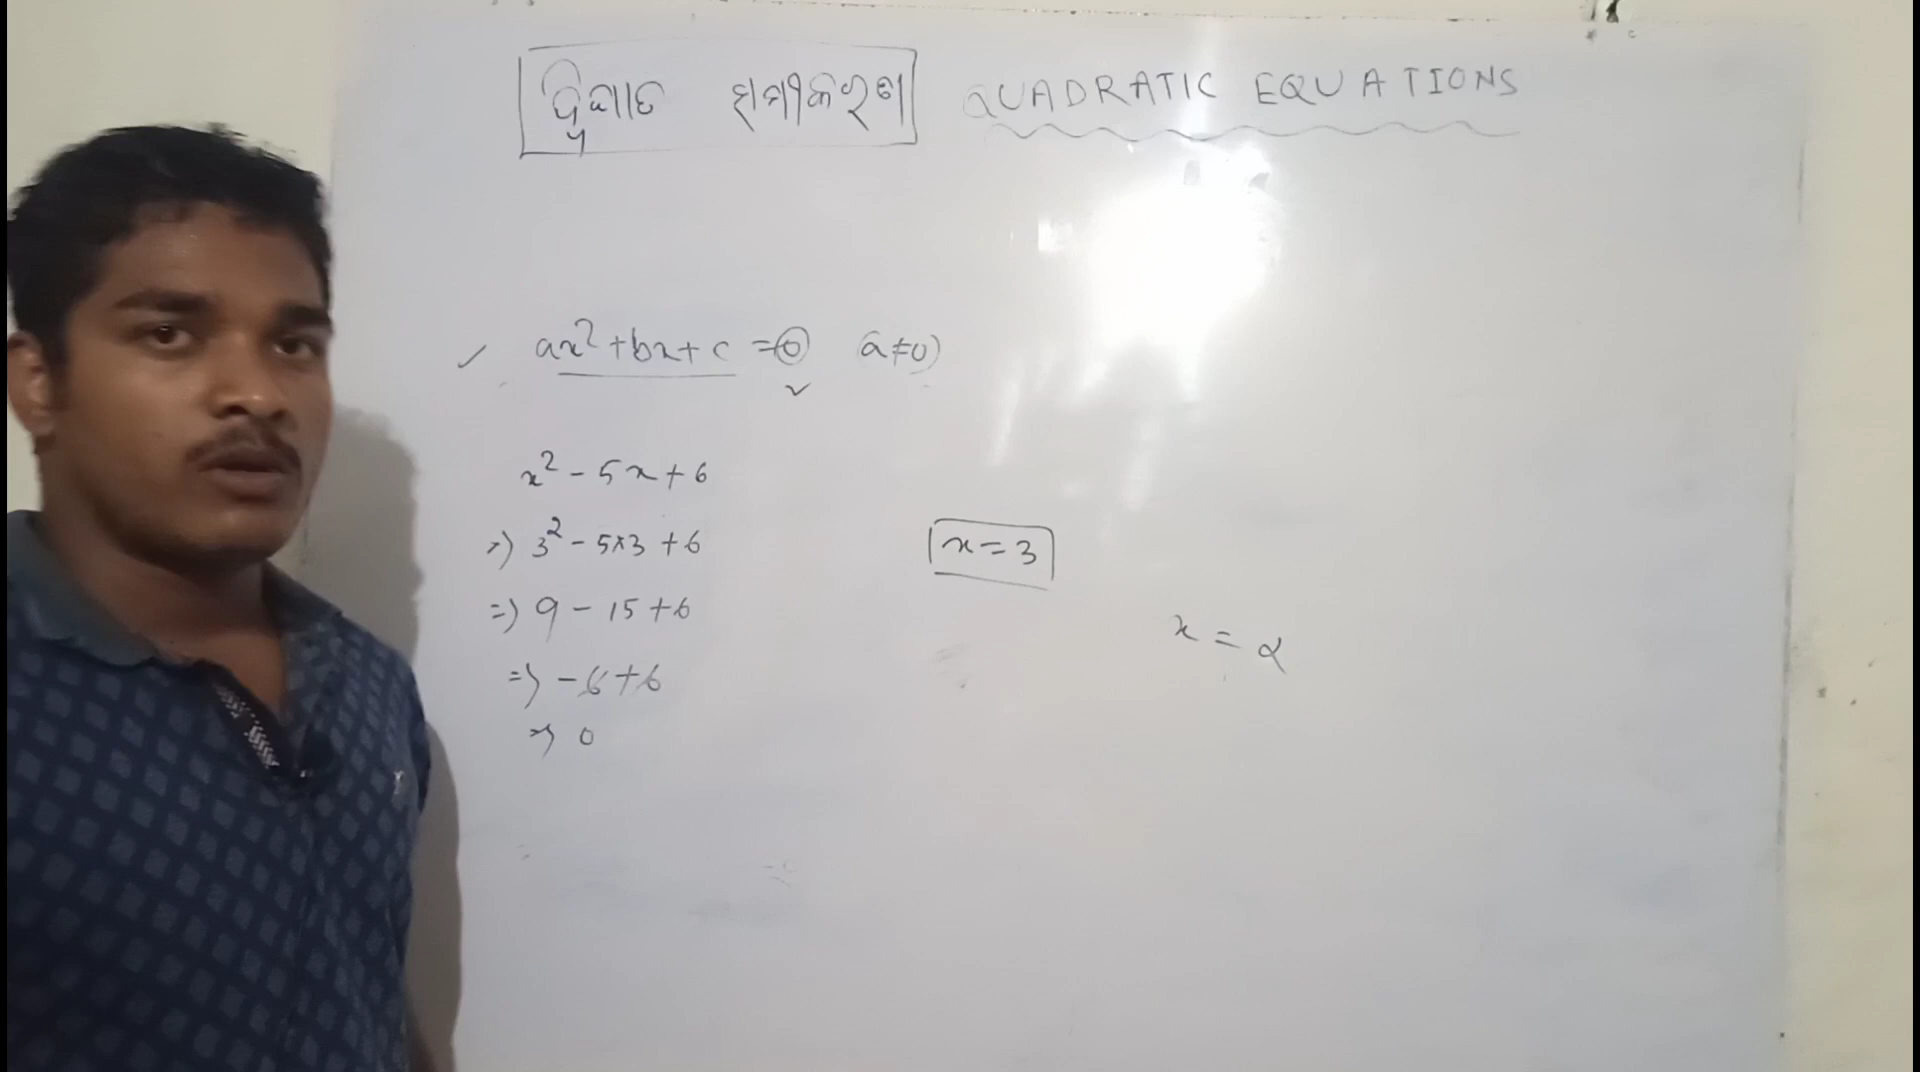 ଦ୍ୱିଘାତ ସମୀକରଣ QUADRATIC EQUATIONS
ax²+bx+c =0 (a≠0)
x² - 5x + 6
⇒ 3² - 5×3 + 6
x = 3
⇒ 9 - 15 + 6
x = α
⇒ - 6 + 6
⇒ 0